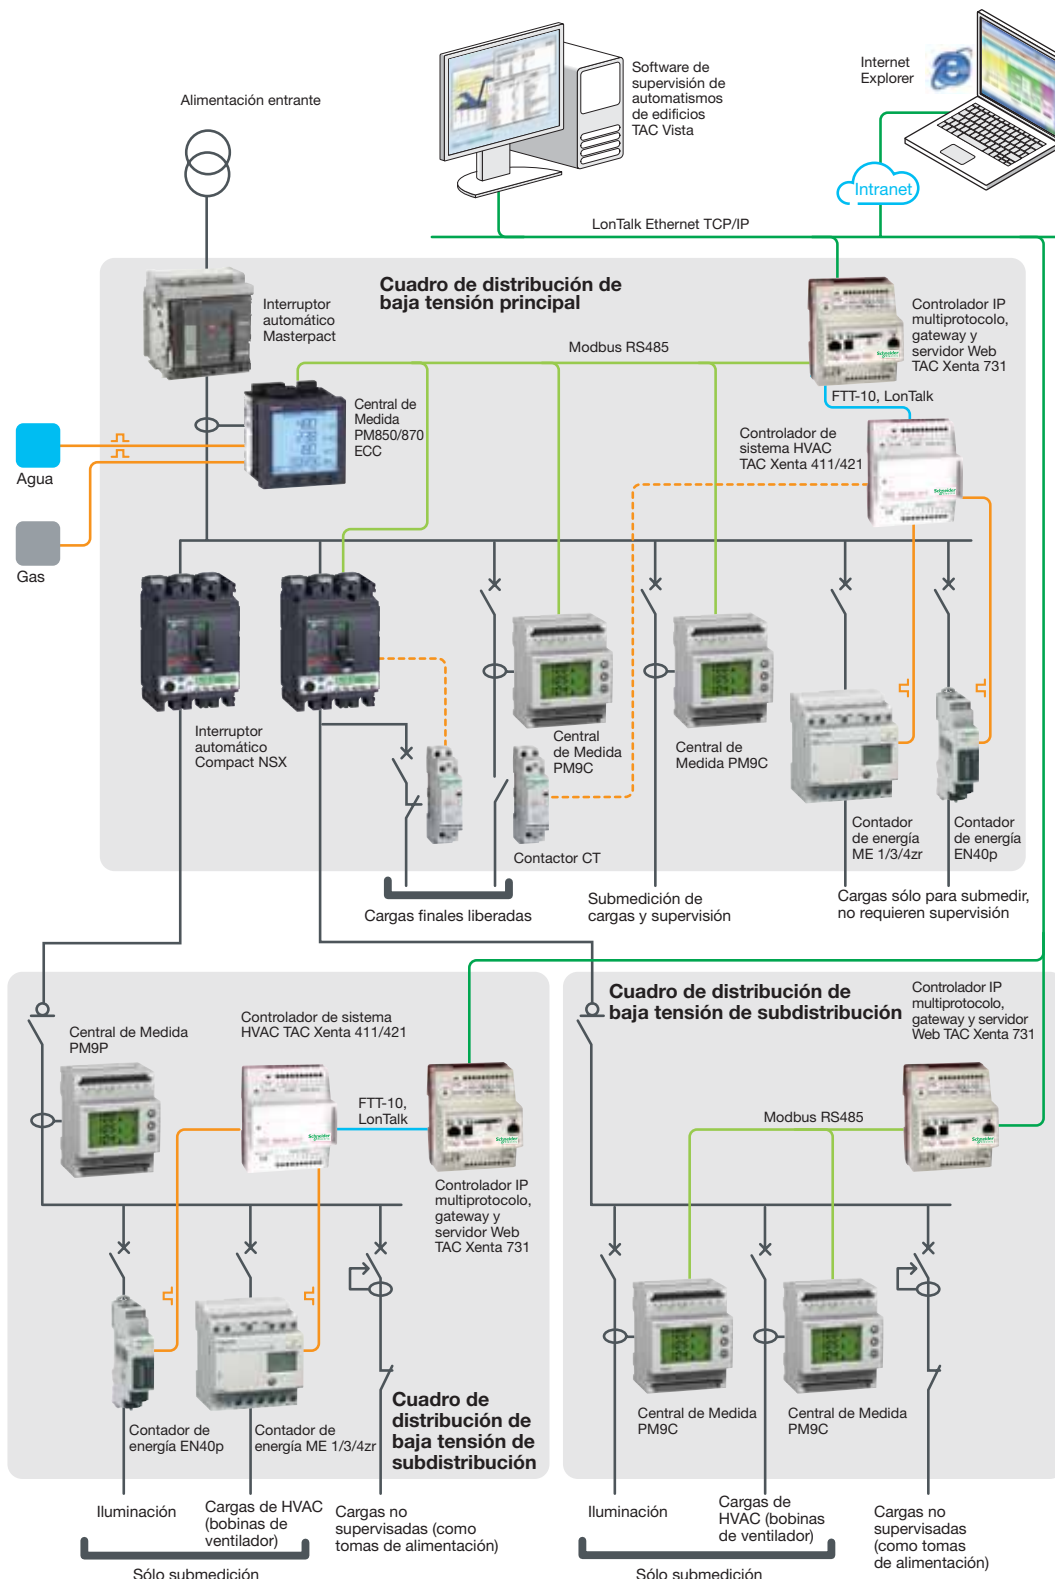 Alimentación entrante
Software de
supervisión de
automatismos
de edificios
TAC Vista
Internet
Explorer
Intranet
LonTalk Ethernet TCP/IP
Cuadro de distribución de
baja tensión principal
Interruptor
automático
Masterpact
Controlador IP
multiprotocolo,
gateway y
servidor Web
TAC Xenta 731
Modbus RS485
Central de
Medida
PM850/870
ECC
FTT-10, LonTalk
Controlador de
sistema HVAC
TAC Xenta 411/421
Agua
Gas
Interruptor
automático
Compact NSX
Central
de Medida
PM9C
Central de
Medida PM9C
Contactor CT
Contador
de energía
ME 1/3/4zr
Contador
de energía
EN40p
Cargas finales liberadas
Submedición de
cargas y supervisión
Cargas sólo para submedir,
no requieren supervisión
Central de Medida
PM9P
Controlador de sistema
HVAC TAC Xenta 411/421
FTT-10,
LonTalk
Controlador IP
multiprotocolo,
gateway y
servidor Web
TAC Xenta 731
Contador de
energía EN40p
Contador de
energía ME 1/3/4zr
Cuadro de
distribución de
baja tensión de
subdistribución
Iluminación
Cargas de HVAC
(bobinas de
ventilador)
Cargas no
supervisadas (como
tomas de alimentación)
Sólo submedición
Cuadro de distribución de
baja tensión de subdistribución
Controlador IP
multiprotocolo,
gateway y servidor
Web TAC Xenta 731
Modbus RS485
Central de Medida
PM9C
Central de Medida
PM9C
Iluminación
Cargas de
HVAC (bobinas
de ventilador)
Cargas no
supervisadas
(como tomas
de alimentación)
Sólo submedición